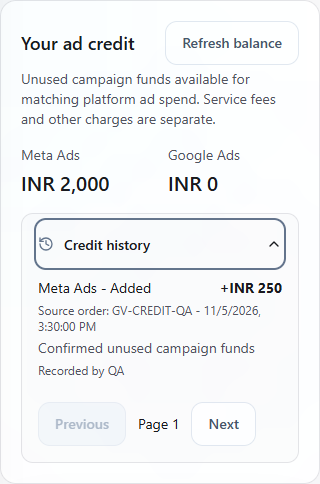 Your ad credit
Refresh balance
Unused campaign funds available for
matching platform ad spend. Service fees
and other charges are separate.
Meta Ads
Google Ads
INR 2,000
INR 0
Credit history
Meta Ads - Added
+INR 250
Source order: GV-CREDIT-QA - 11/5/2026,
3:30:00 PM
Confirmed unused campaign funds
Recorded by QA
Previous
Page 1
Next